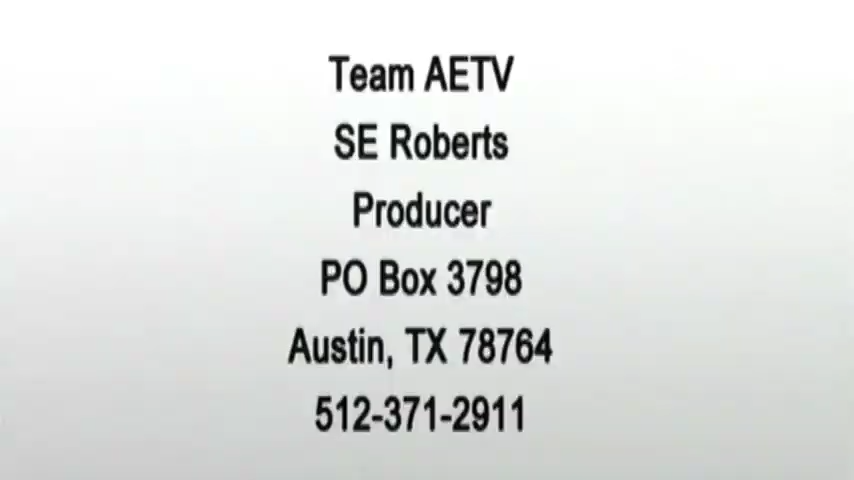 Team AETV
SE Roberts
Producer
PO Box 3798
Austin, TX 78764
512-371-2911